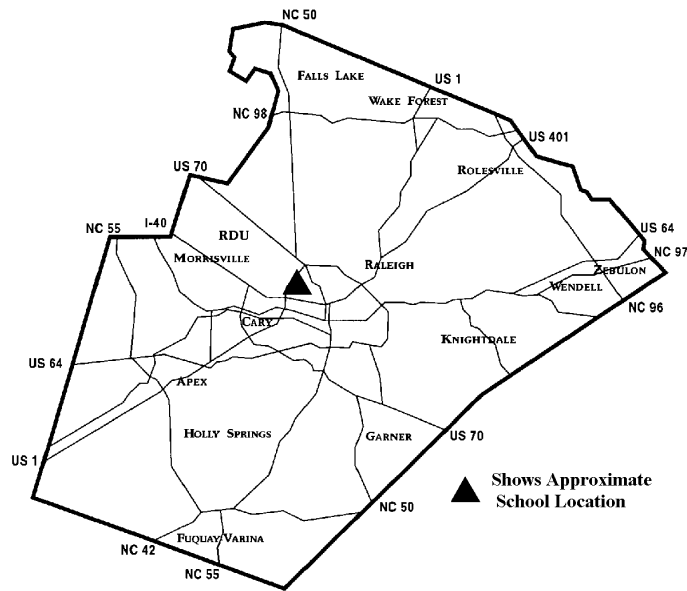 NC 50
FALLS LAKE
US 1
WAKE FOREST
NC 98
US 401
US 70
ROLESVILLE
NC 55
I-40
RDU
MORRISVILLE
US 64
NC 97
RALEIGH
ZEBULON
WENDELL
NC 96
CARY
KNIGHTDALE
US 64
APEX
HOLLY SPRINGS
GARNER
US 70
US 1
Shows Approximate
School Location
NC 50
FUQUAY VARINA
NC 42
NC 55